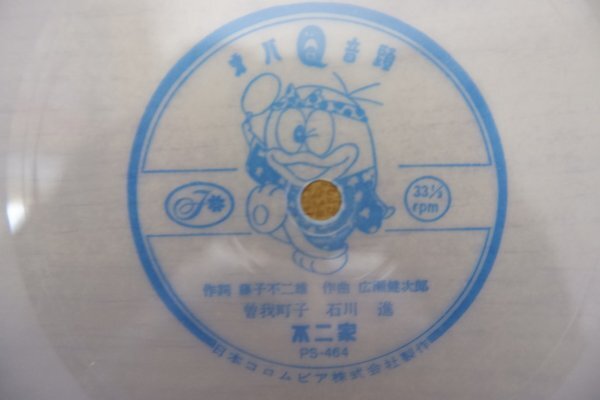 オバQ音頭
33⅓
rpm
作詞 藤子不二雄 作曲 広瀬健次郎
曽我町子 石川 進
不二家
PS-464
日本コロムビア株式会社製作